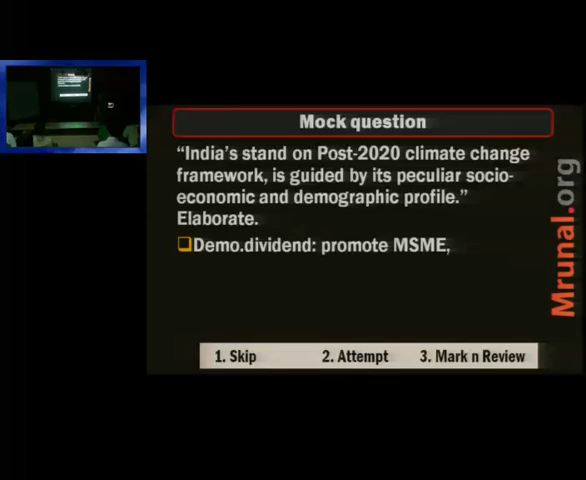 Mock question
“India's stand on Post-2020 climate change
framework, is guided by its peculiar socio-
economic and demographic profile.”
Elaborate.
Demo.dividend: promote MSME,
1. Skip 2. Attempt 3. Mark n Review
Mrunal.org